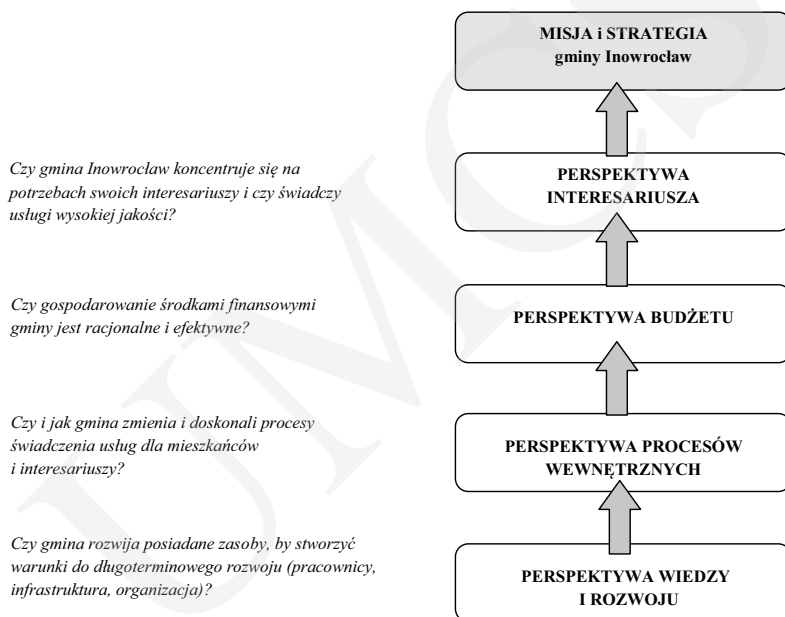 MISJA i STRATEGIA
gminy Inowrocław
Czy gmina Inowrocław koncentruje się na
potrzebach swoich interesariuszy i czy świadczy
usługi wysokiej jakości?
PERSPEKTYWA
INTERESARIUSZA
Czy gospodarowanie środkami finansowymi
gminy jest racjonalne i efektywne?
PERSPEKTYWA BUDŻETU
Czy i jak gmina zmienia i doskonali procesy
świadczenia usług dla mieszkańców
i interesariuszy?
PERSPEKTYWA PROCESÓW
WEWNĘTRZNYCH
Czy gmina rozwija posiadane zasoby, by stworzyć
warunki do długoterminowego rozwoju (pracownicy,
infrastruktura, organizacja)?
PERSPEKTYWA WIEDZY
I ROZWOJU
UMCS